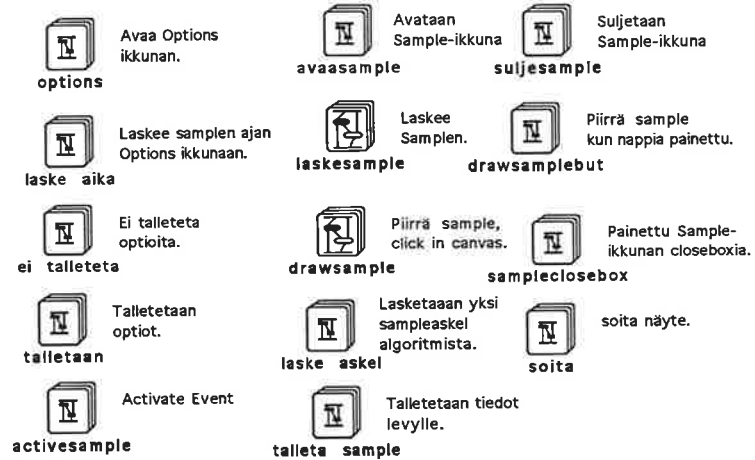 Avaa Options
ikkunan.
options
Avataan
Sample-ikkuna
avaasample
Suljetaan
Sample-ikkuna
suljesample
Laskee samplen ajan
Options ikkunaan.
laske aika
Laskee
Samplen.
laskesample
Piirrä sample
kun nappia painettu.
drawsamplebut
Ei talleteta
optioita.
ei talleteta
Piirrä sample,
click in canvas.
drawsample
Painettu Sample-
ikkunan closeboxia.
sampleclosebox
Talletetaan
optiot.
talletaan
Lasketaaan yksi
sampleaskel
algoritmista.
laske askel
soita näyte.
soita
Activate Event
activesample
Talletetaan tiedot
levylle.
talleta sample